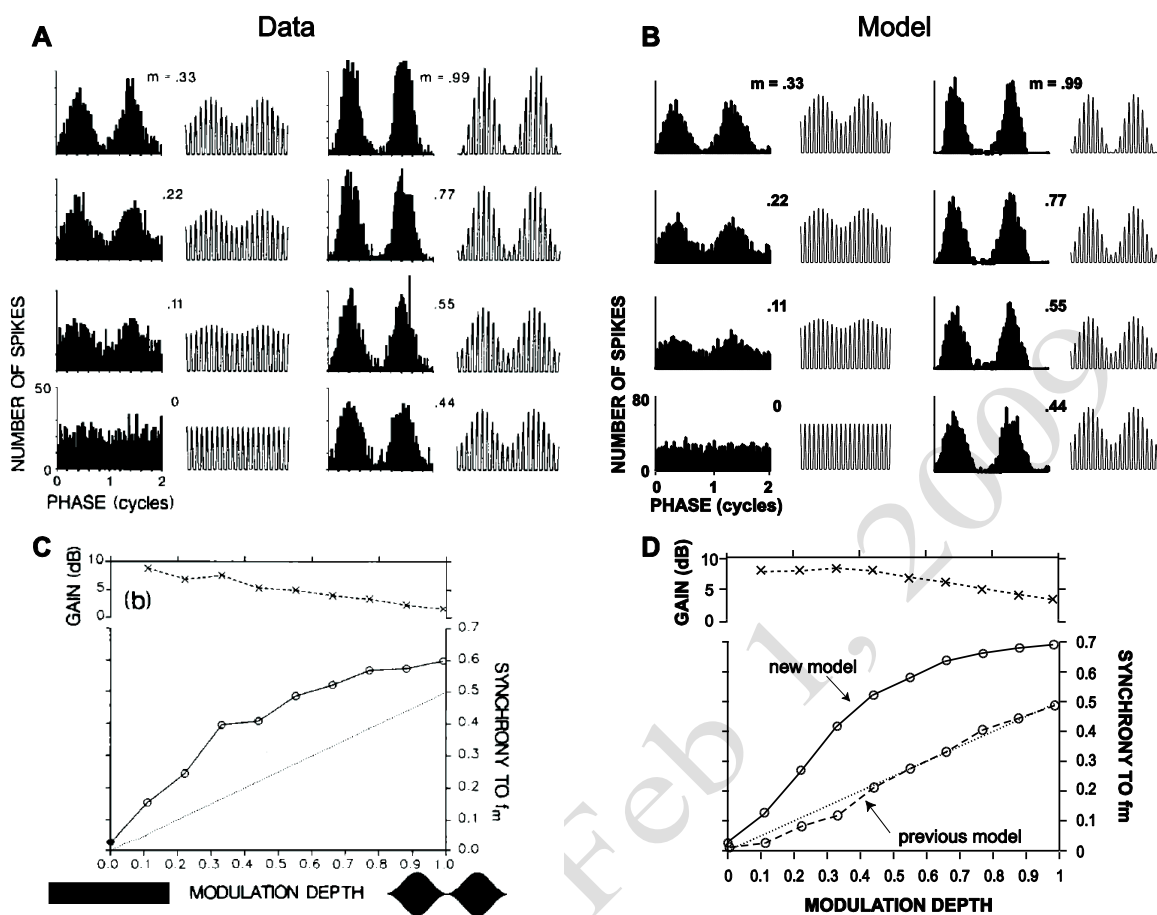 Data
A
m = .33
m = .99
.22
.77
.11
.55
0
.44
NUMBER OF SPIKES
50
0
0
1
2
PHASE (cycles)
Model
B
m = .33
m = .99
.22
.77
.11
.55
0
.44
NUMBER OF SPIKES
80
0
0
1
2
PHASE (cycles)
C
GAIN (dB)
10
5
0
(b)
0.7
0.6
0.5
0.4
0.3
0.2
0.1
0.0
SYNCHRONY TO fm
0.0 0.1 0.2 0.3 0.4 0.5 0.6 0.7 0.8 0.9 1.0
MODULATION DEPTH
D
GAIN (dB)
10
5
0
new model
previous model
0.7
0.6
0.5
0.4
0.3
0.2
0.1
0
SYNCHRONY TO fm
0 0.1 0.2 0.3 0.4 0.5 0.6 0.7 0.8 0.9 1.0
MODULATION DEPTH
Feb 1, 2009